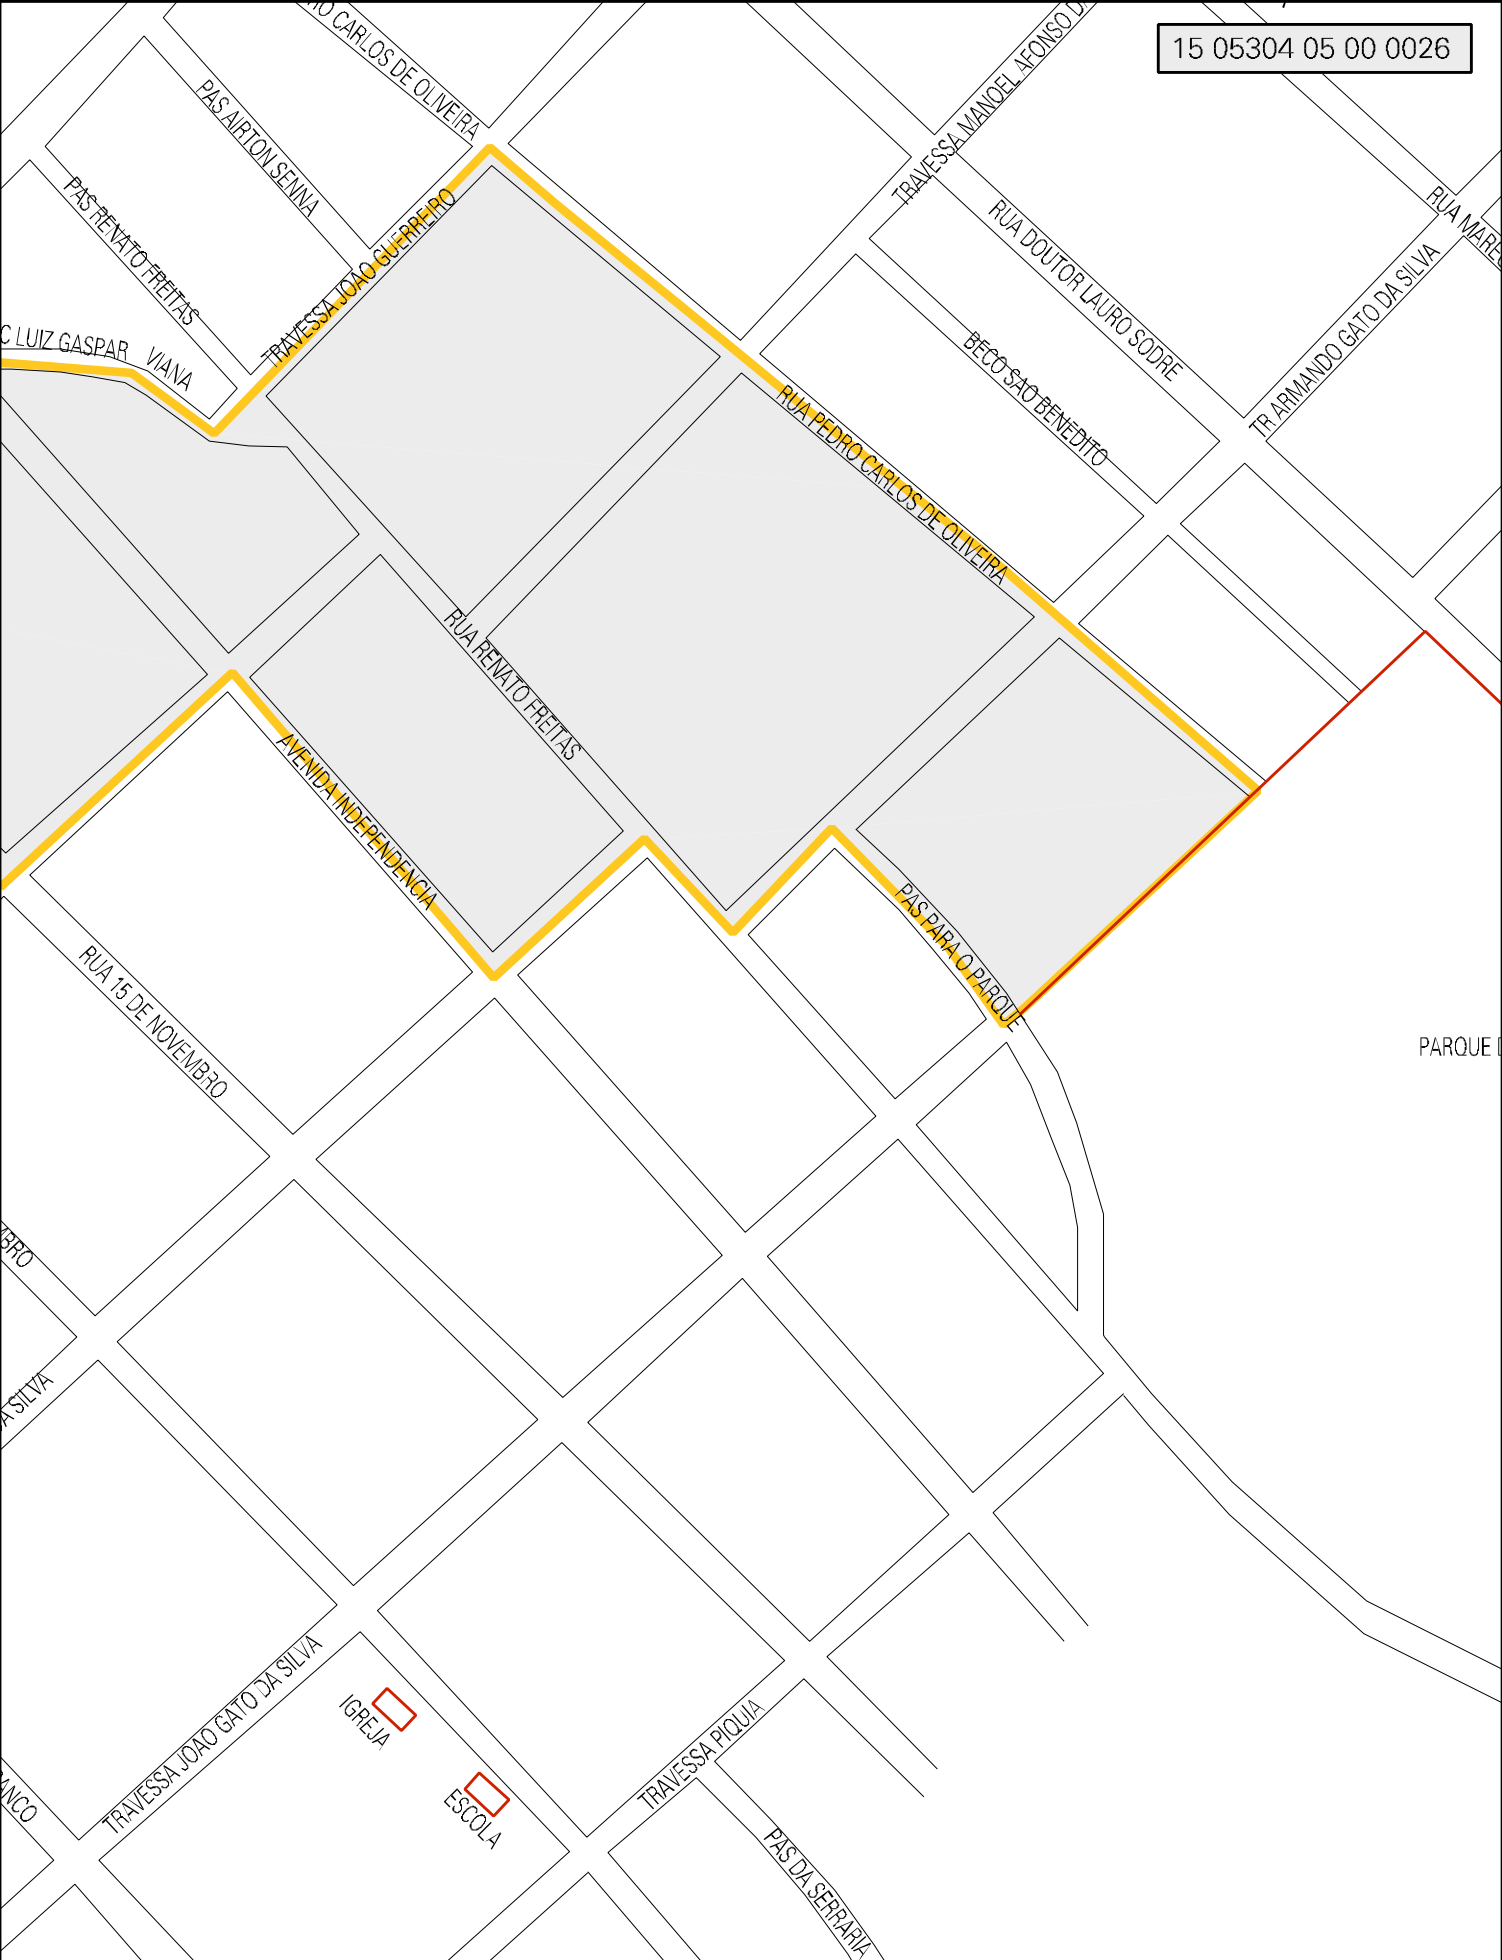 15 05304 05 00 0026
CARLOS DE OLIVEIRA
TRAVESSA MANOEL AFONSO
PAS AIRTON SENNA
PAS RENATO FREITAS
TRAVESSA JOAO GUERREIRO
RUA DOUTOR LAURO SODRE
RUA
TR ARMANDO GATO DA SILVA
BECO SAO BENEDITO
C LUIZ GASPAR VIANA
RUA PEDRO CARLOS DE OLIVEIRA
RUA RENATO FREITAS
AVENIDA INDEPENDENCIA
PAS PARA O PARQUE
RUA 15 DE NOVEMBRO
PARQUE
MBRO
A SILVA
TRAVESSA JOAO GATO DA SILVA
IGREJA
ESCOLA
TRAVESSA PIQUIA
ANCO
PAS DA SERRARIA